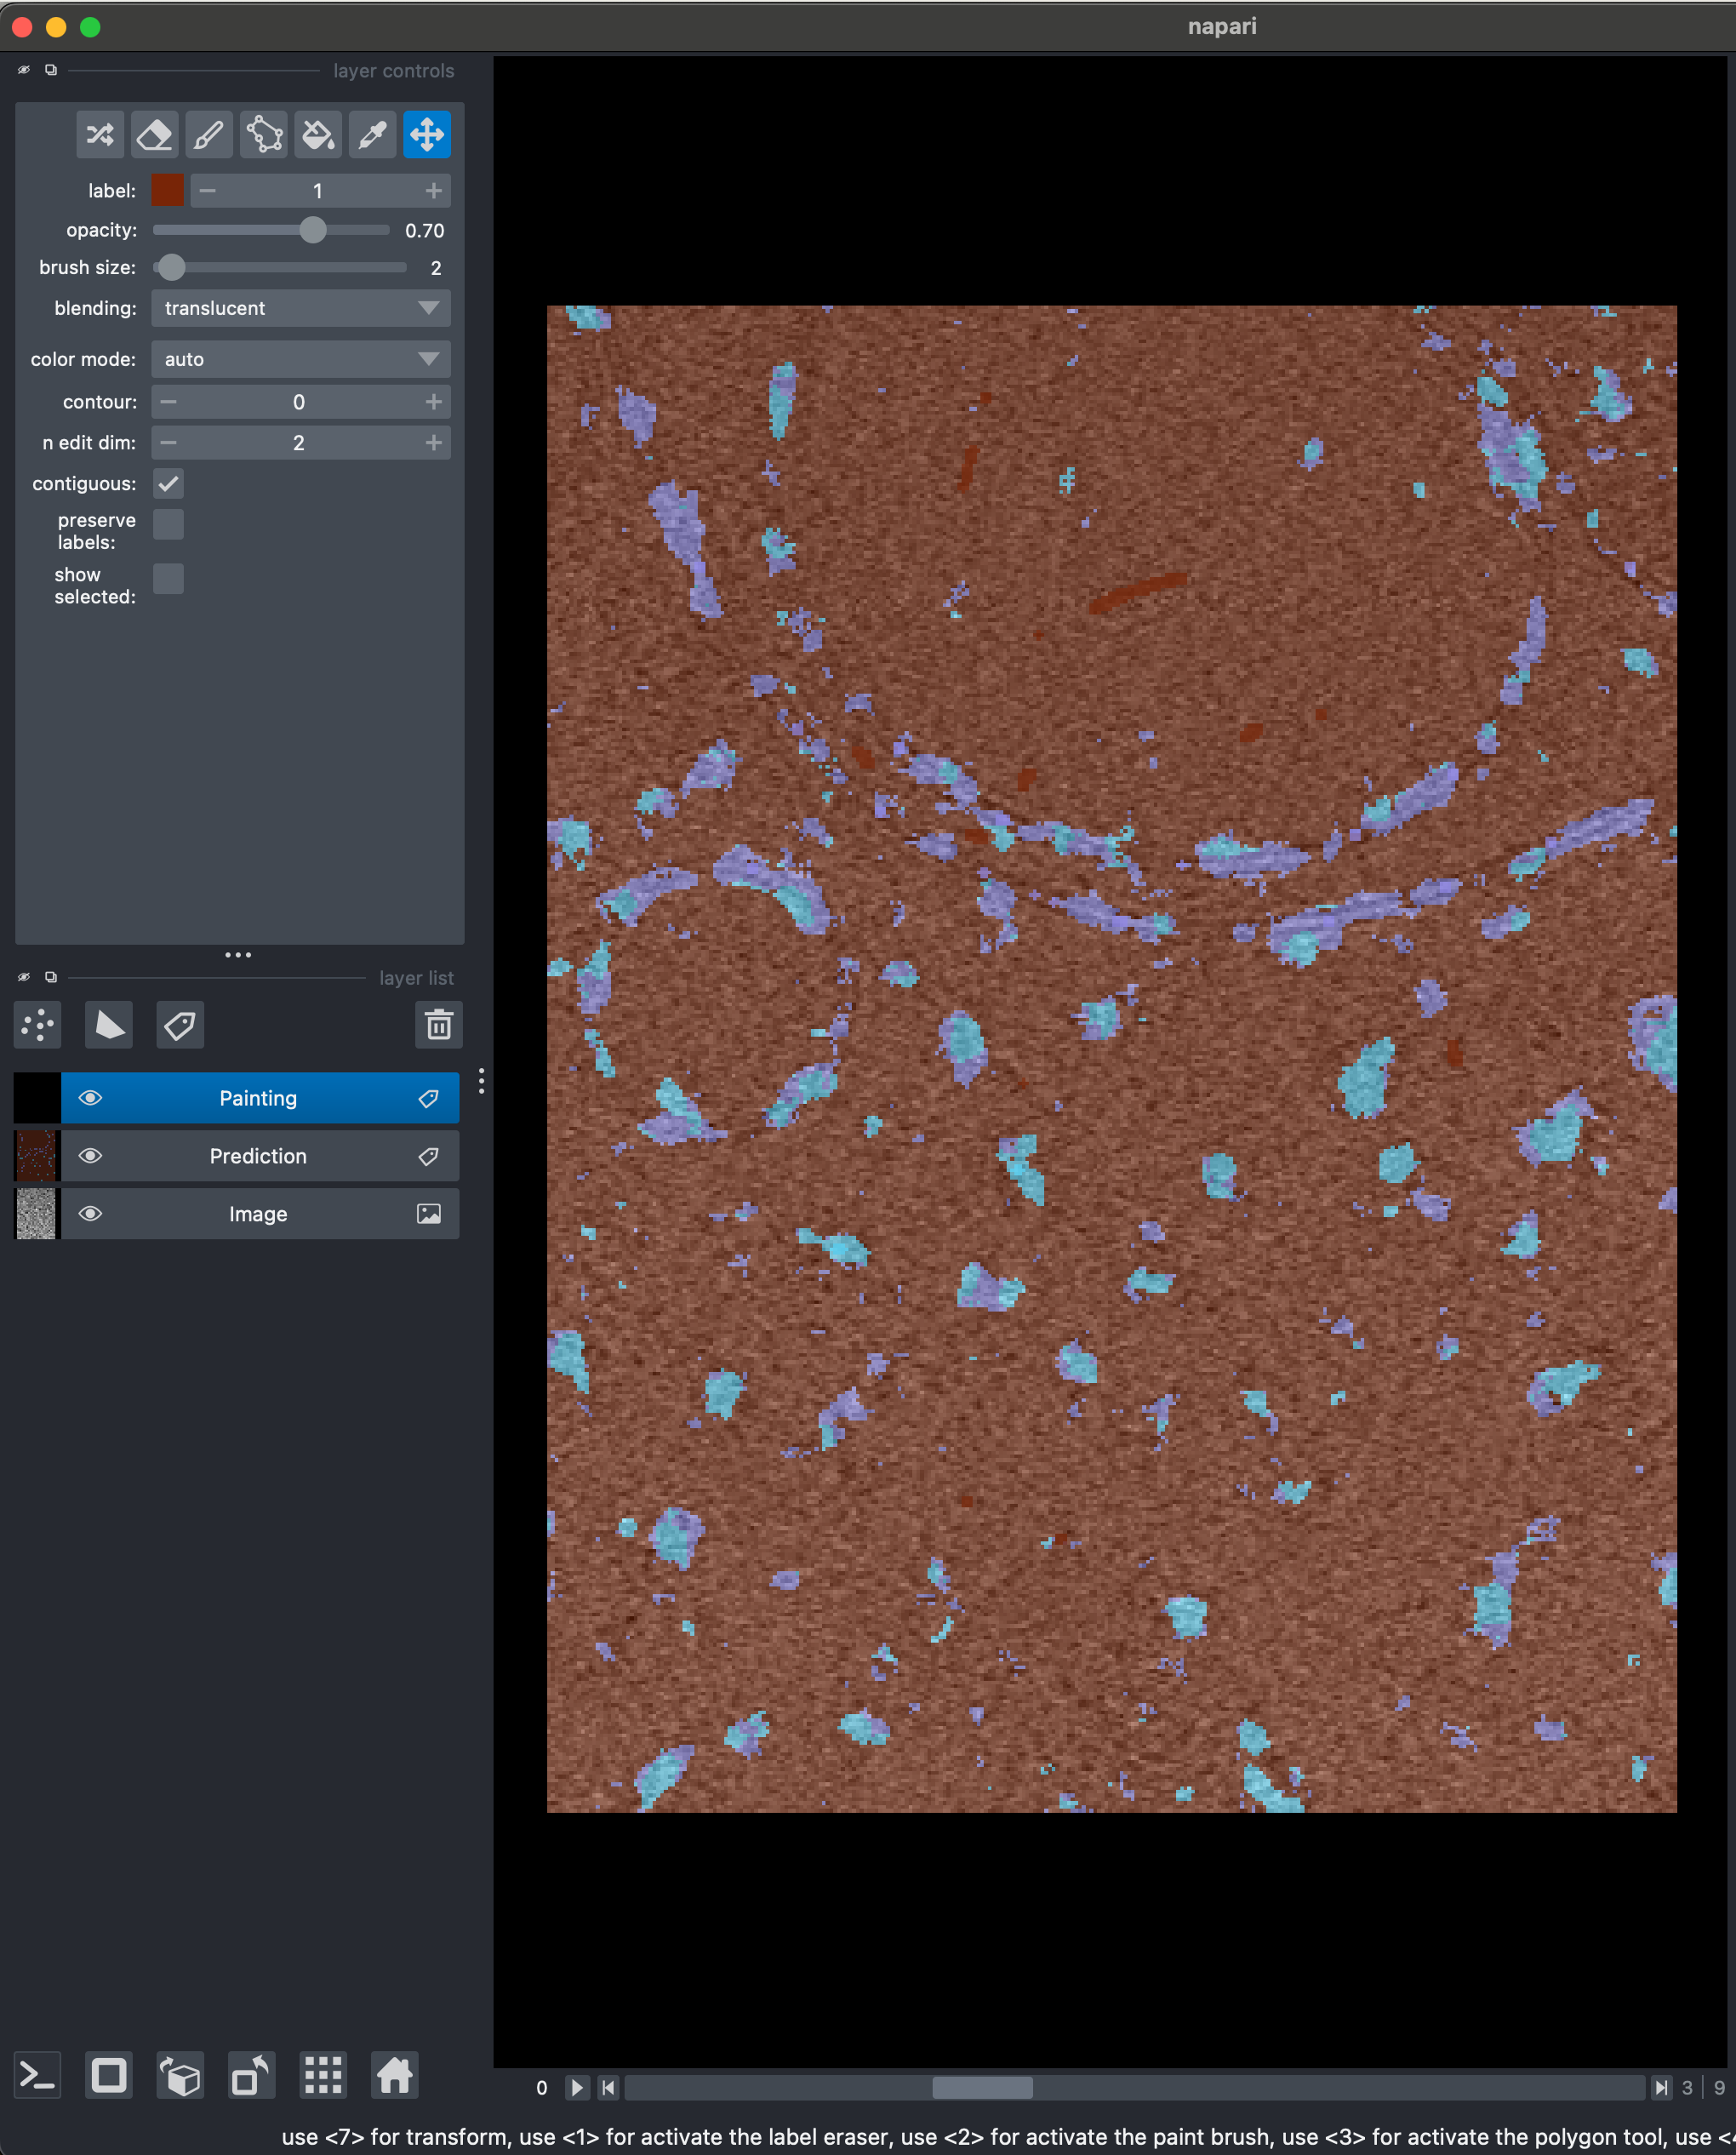 napari
layer controls
label: 1
opacity: 0.70
brush size: 2
blending: translucent
color mode: auto
contour: 0
n edit dim: 2
contiguous:
preserve
labels:
show
selected:
layer list
Painting
Prediction
Image
0 3 | 9
use <7> for transform, use <1> for activate the label eraser, use <2> for activate the paint brush, use <3> for activate the polygon tool, use <